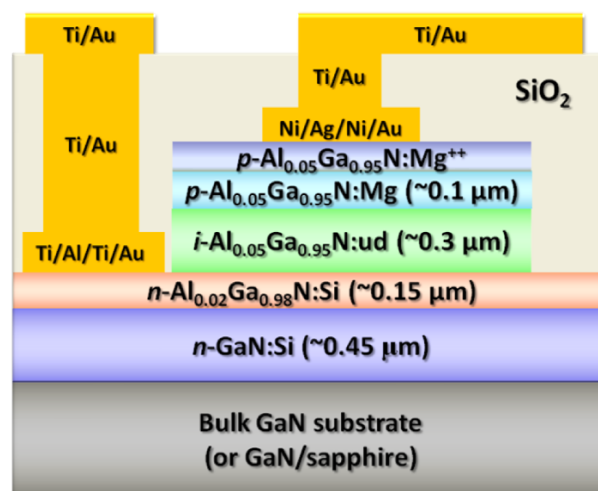 Ti/Au
Ti/Au
Ti/Au
SiO₂
Ti/Au
Ni/Ag/Ni/Au
p-Al₀.₀₅Ga₀.₉₅N:Mg⁺⁺
p-Al₀.₀₅Ga₀.₉₅N:Mg (~0.1 µm)
i-Al₀.₀₅Ga₀.₉₅N:ud (~0.3 µm)
Ti/Al/Ti/Au
n-Al₀.₀₂Ga₀.₉₈N:Si (~0.15 µm)
n-GaN:Si (~0.45 µm)
Bulk GaN substrate
(or GaN/sapphire)